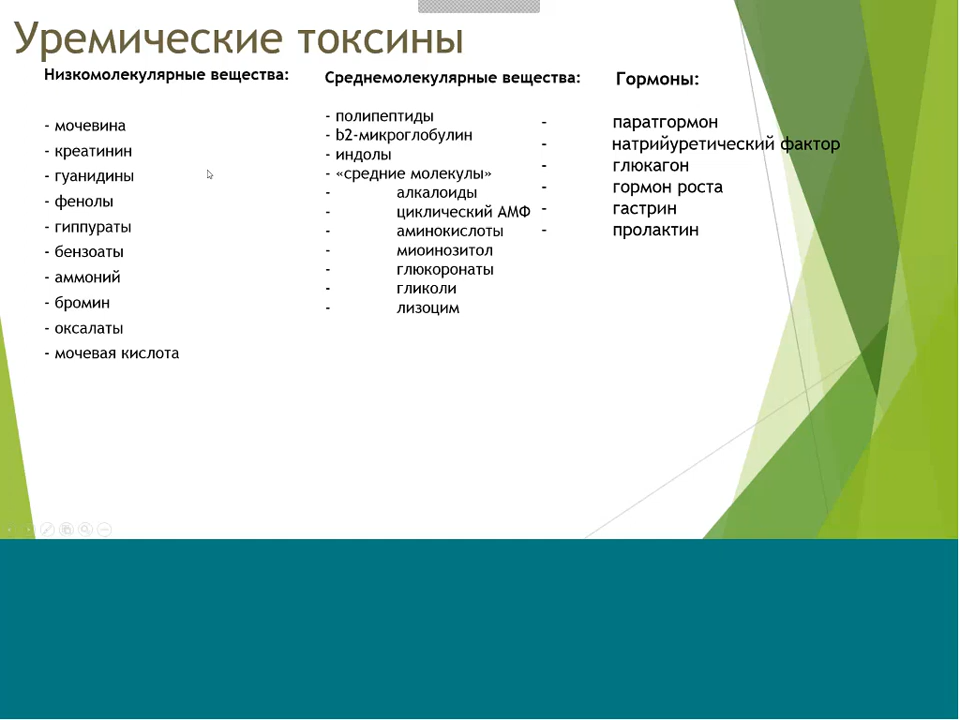 Уремические токсины
Низкомолекулярные вещества:
- мочевина
- креатинин
- гуанидины
- фенолы
- гиппураты
- бензоаты
- аммоний
- бромин
- оксалаты
- мочевая кислота
Среднемолекулярные вещества:
- полипептиды
- b2-микроглобулин
- индолы
- «средние молекулы»
- алкалоиды
- циклический АМФ
- аминокислоты
- миоинозитол
- глюкоронаты
- гликоли
- лизоцим
Гормоны:
- паратгормон
- натрийуретический фактор
- глюкагон
- гормон роста
- гастрин
- пролактин